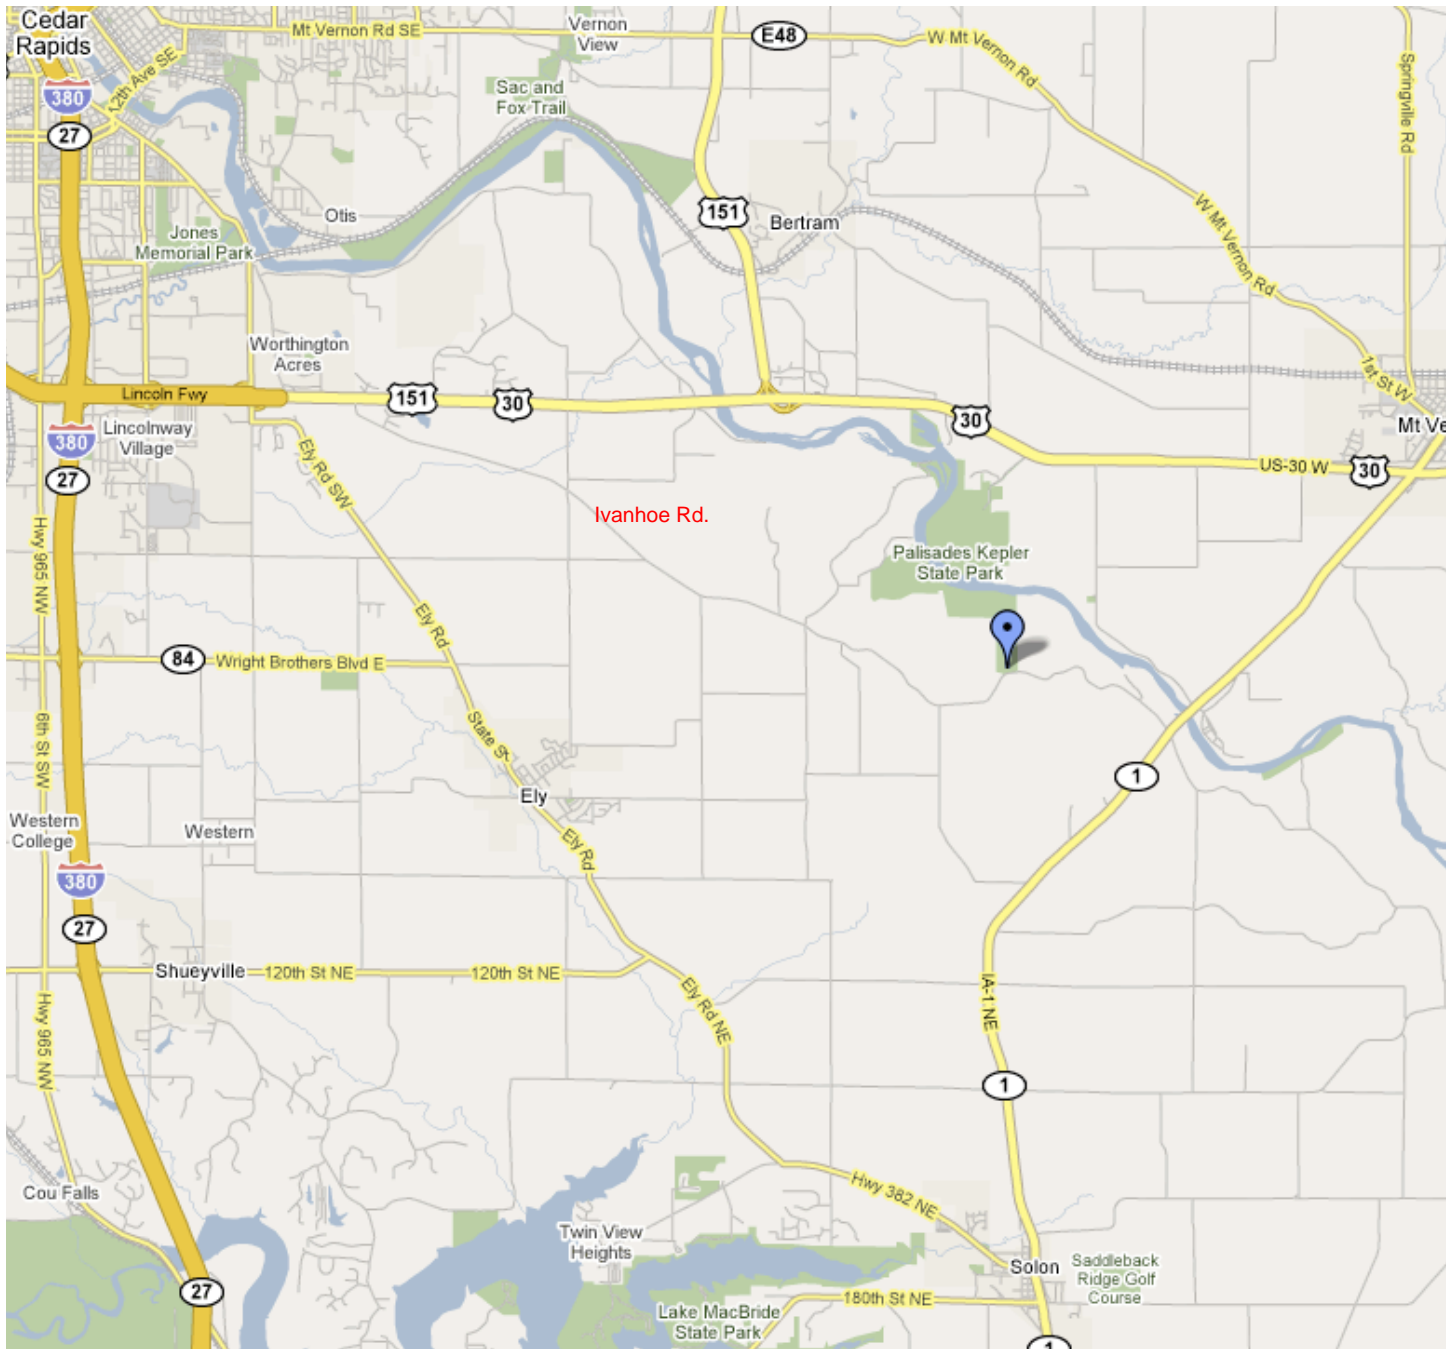 Cedar
Rapids
Mt Vernon Rd SE
Vernon
View
E48
W Mt Vernon Rd
Springville Rd
380
12th Ave SE
Sac and
Fox Trail
27
Otis
151
Bertram
Jones
Memorial Park
W Mt Vernon Rd
Worthington
Acres
1st St W
Lincoln Fwy
151
30
30
Mt Ve
380
Lincolnway
Village
US-30 W
30
27
Ely Rd SW
Ivanhoe Rd.
Hwy 965 NW
Palisades Kepler
State Park
Ely Rd
84
Wright Brothers Blvd E
6th St SW
State St
1
Ely
Western
College
Western
Ely Rd
380
27
Shueyville
120th St NE
120th St NE
Ely Rd NE
IA-1 NE
Hwy 965 NW
1
Cou Falls
Hwy 382 NE
Twin View
Heights
Solon
Saddleback
Ridge Golf
Course
27
180th St NE
Lake MacBride
State Park
1